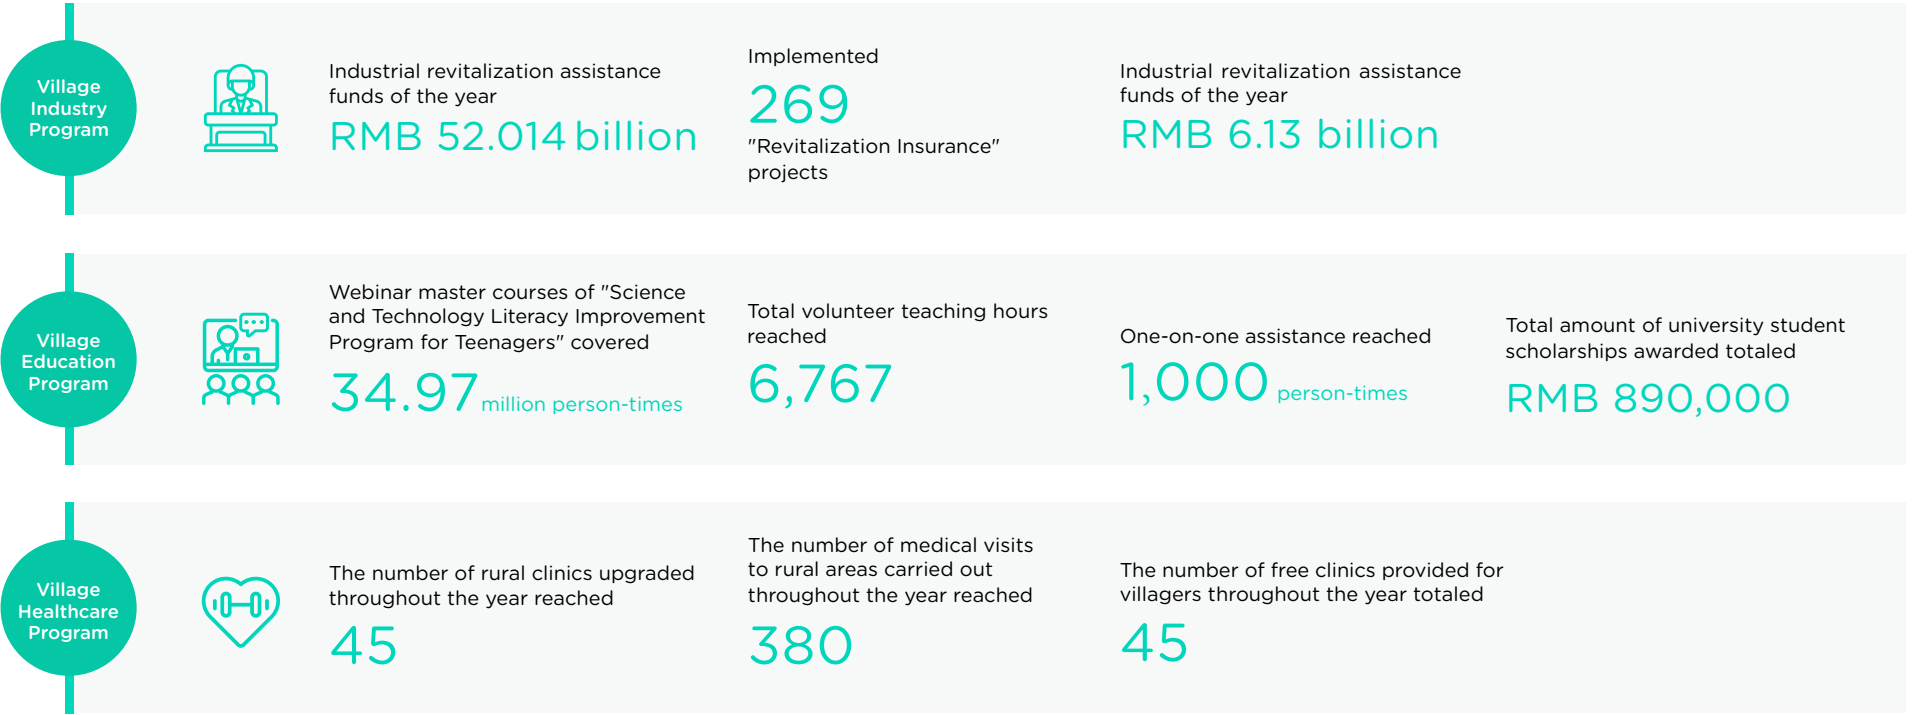 Village
Industry
Program
Industrial revitalization assistance
funds of the year
RMB 52.014 billion
Implemented
269
"Revitalization Insurance"
projects
Industrial revitalization assistance
funds of the year
RMB 6.13 billion
Village
Education
Program
Webinar master courses of "Science
and Technology Literacy Improvement
Program for Teenagers" covered
34.97 million person-times
Total volunteer teaching hours
reached
6,767
One-on-one assistance reached
1,000 person-times
Total amount of university student
scholarships awarded totaled
RMB 890,000
Village
Healthcare
Program
The number of rural clinics upgraded
throughout the year reached
45
The number of medical visits
to rural areas carried out
throughout the year reached
380
The number of free clinics provided for
villagers throughout the year totaled
45